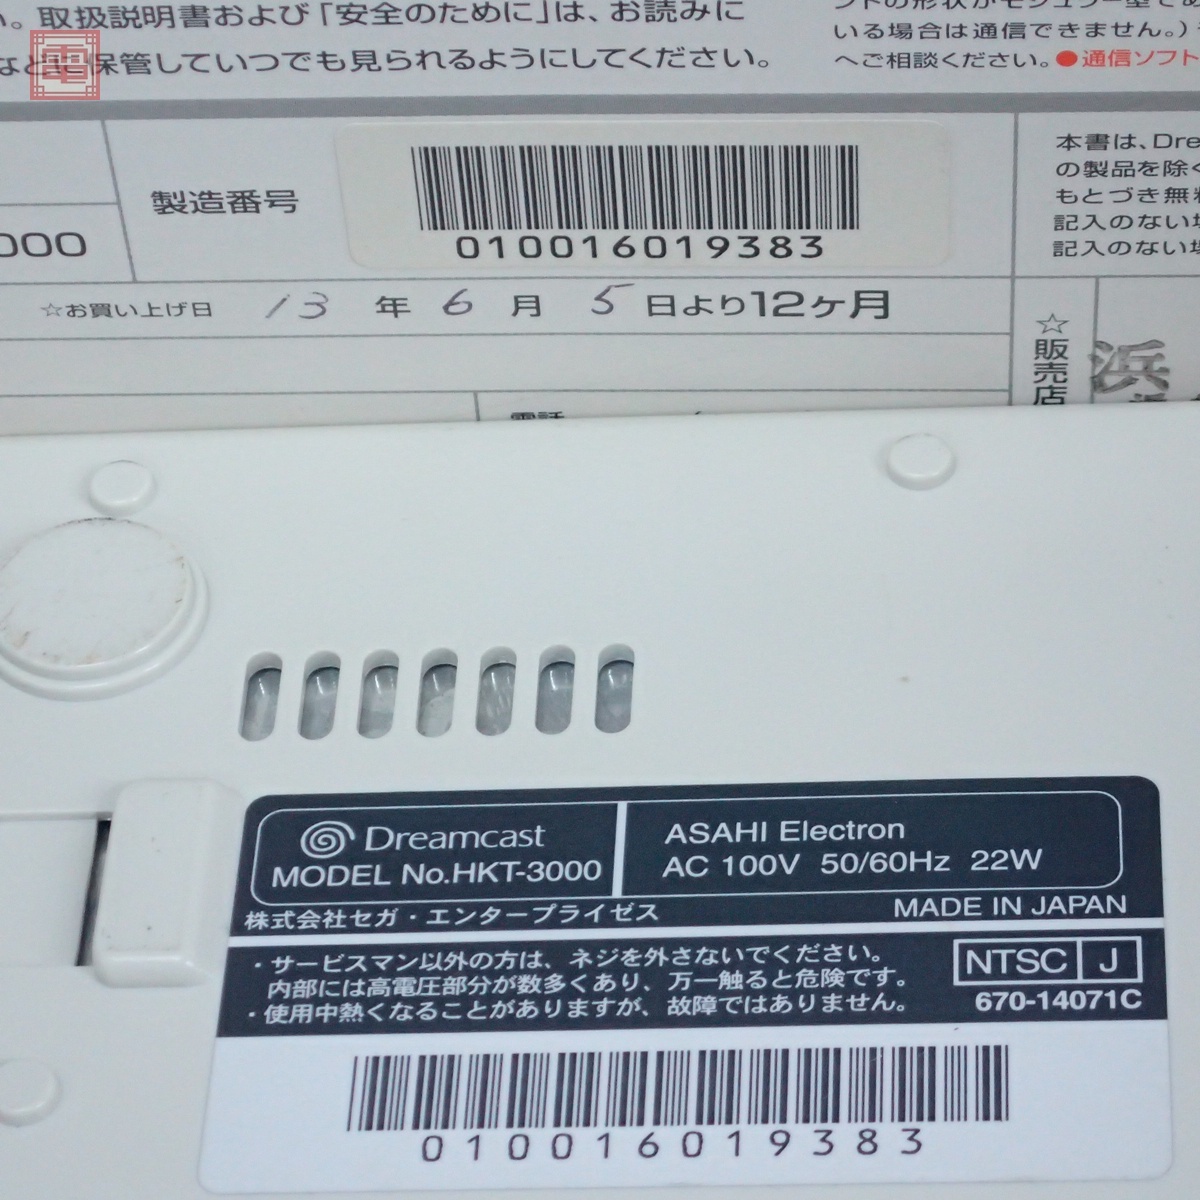 。取扱説明書および「安全のために」は、お読みに
保管していつでも見られるようにしてください。
いる場合は通信できません。)
へご相談ください。●通信ソフト
電
000
製造番号
010016019383
本書は、Dre
の製品を除く
もとづき無料
記入のない場
記入のない場
☆お買い上げ日 13 年 6 月 5 日より12ヶ月
☆販売店
浜
電話
Dreamcast
MODEL No.HKT-3000
ASAHI Electron
AC 100V 50/60Hz 22W
株式会社セガ・エンタープライゼス
MADE IN JAPAN
・サービスマン以外の方は、ネジを外さないでください。
内部には高電圧部分が数多くあり、万一触ると危険です。
・使用中熱くなることがありますが、故障ではありません。
NTSC J
670-14071C
010016019383